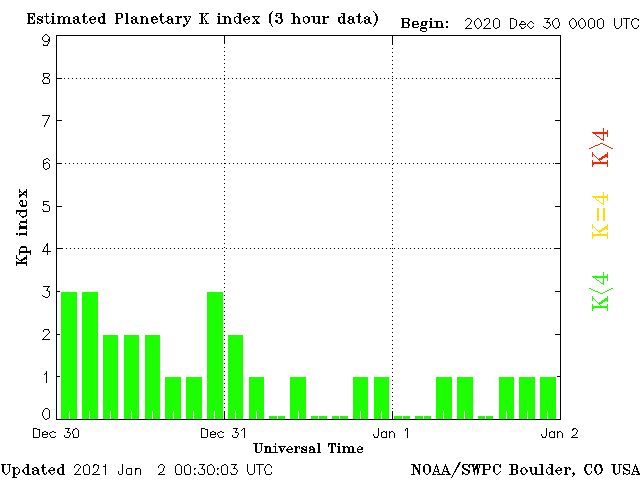 Estimated Planetary K index (3 hour data) Begin: 2020 Dec 30 0000 UTC
9
8
7
6
5
4
3
2
1
0
Kp index
K>4
K=4
K<4
Dec 30 Dec 31 Jan 1 Jan 2
Universal Time
Updated 2021 Jan 2 00:30:03 UTC NOAA/SWPC Boulder, CO USA